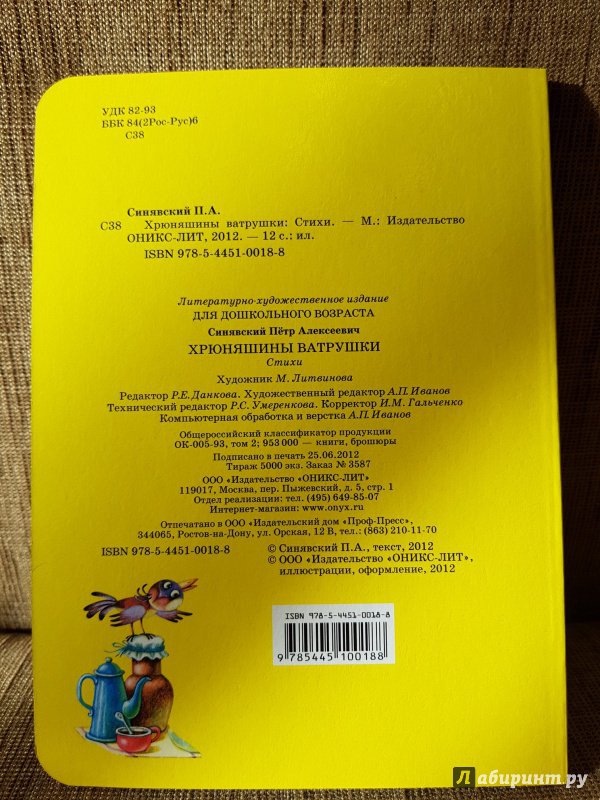 УДК 82-93
ББК 84(2Рос-Рус)6
С38
Синявский П.А.
С38 Хрюняшины ватрушки: Стихи. — М.: Издательство
ОНИКС-ЛИТ, 2012. — 12 с.: ил.
ISBN 978-5-4451-0018-8
Литературно-художественное издание
ДЛЯ ДОШКОЛЬНОГО ВОЗРАСТА
Синявский Пётр Алексеевич
ХРЮНЯШИНЫ ВАТРУШКИ
Стихи
Художник М. Литвинова
Редактор Р.Е. Данкова. Художественный редактор А.П. Иванов
Технический редактор Р.С. Умеренкова. Корректор И.М. Гальченко
Компьютерная обработка и верстка А.П. Иванов
Общероссийский классификатор продукции
ОК-005-93, том 2; 953 000 — книги, брошюры
Подписано в печать 25.06.2012
Тираж 5000 экз. Заказ № 3587
ООО «Издательство «ОНИКС-ЛИТ»
119017, Москва, пер. Пыжевский, д. 5, стр. 1
Отдел реализации: тел. (495) 649-85-07
Интернет-магазин: www.onyx.ru
Отпечатано в ООО «Издательский дом «Проф-Пресс»,
344065, Ростов-на-Дону, ул. Орская, 12 В, тел.: (863) 210-11-70
ISBN 978-5-4451-0018-8
© Синявский П.А., текст, 2012
© ООО «Издательство «ОНИКС-ЛИТ»,
иллюстрации, оформление, 2012
ISBN 978-5-4451-0018-8
9 785445 100188
Лабиринт.ру